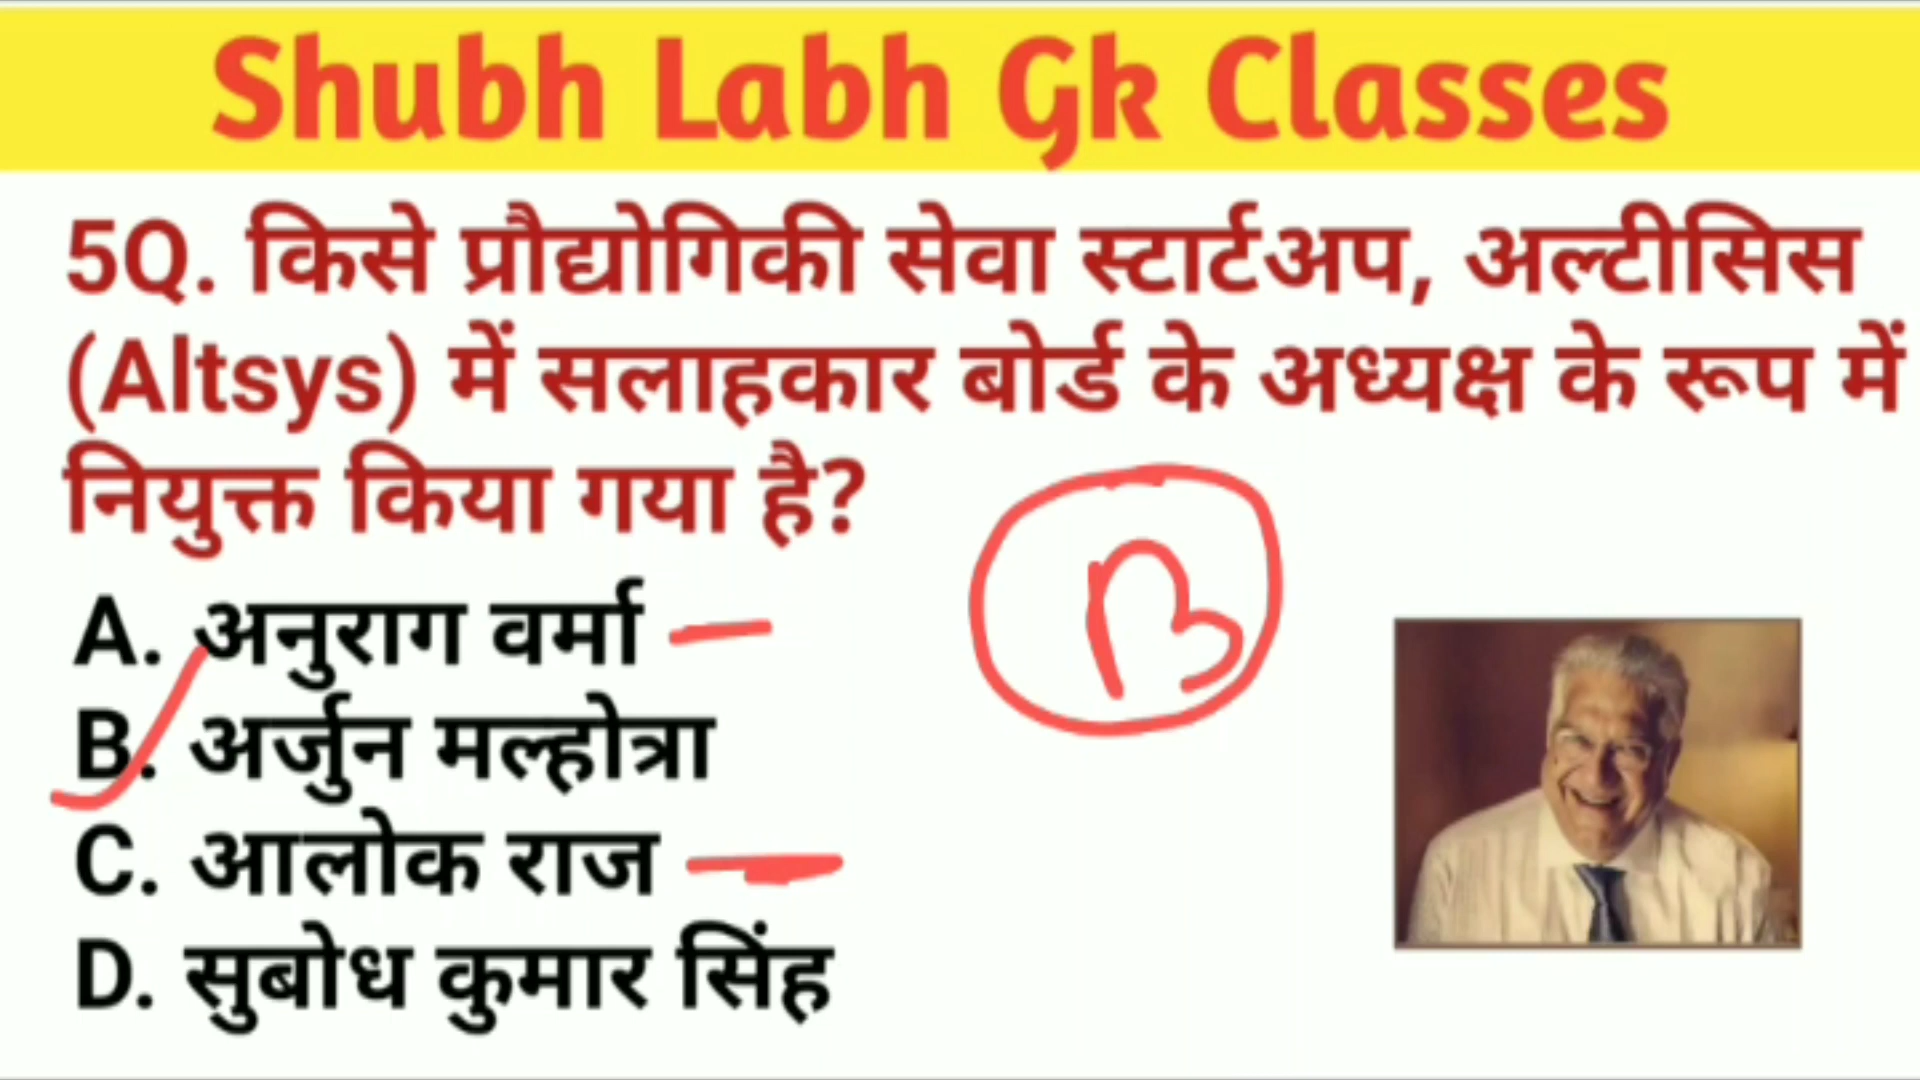 Shubh Labh Gk Classes
5Q. किसे प्रौद्योगिकी सेवा स्टार्टअप, अल्टीसिस
(Altsys) में सलाहकार बोर्ड के अध्यक्ष के रूप में
नियुक्त किया गया है?
B
A. अनुराग वर्मा
B. अर्जुन मल्होत्रा
C. आलोक राज
D. सुबोध कुमार सिंह